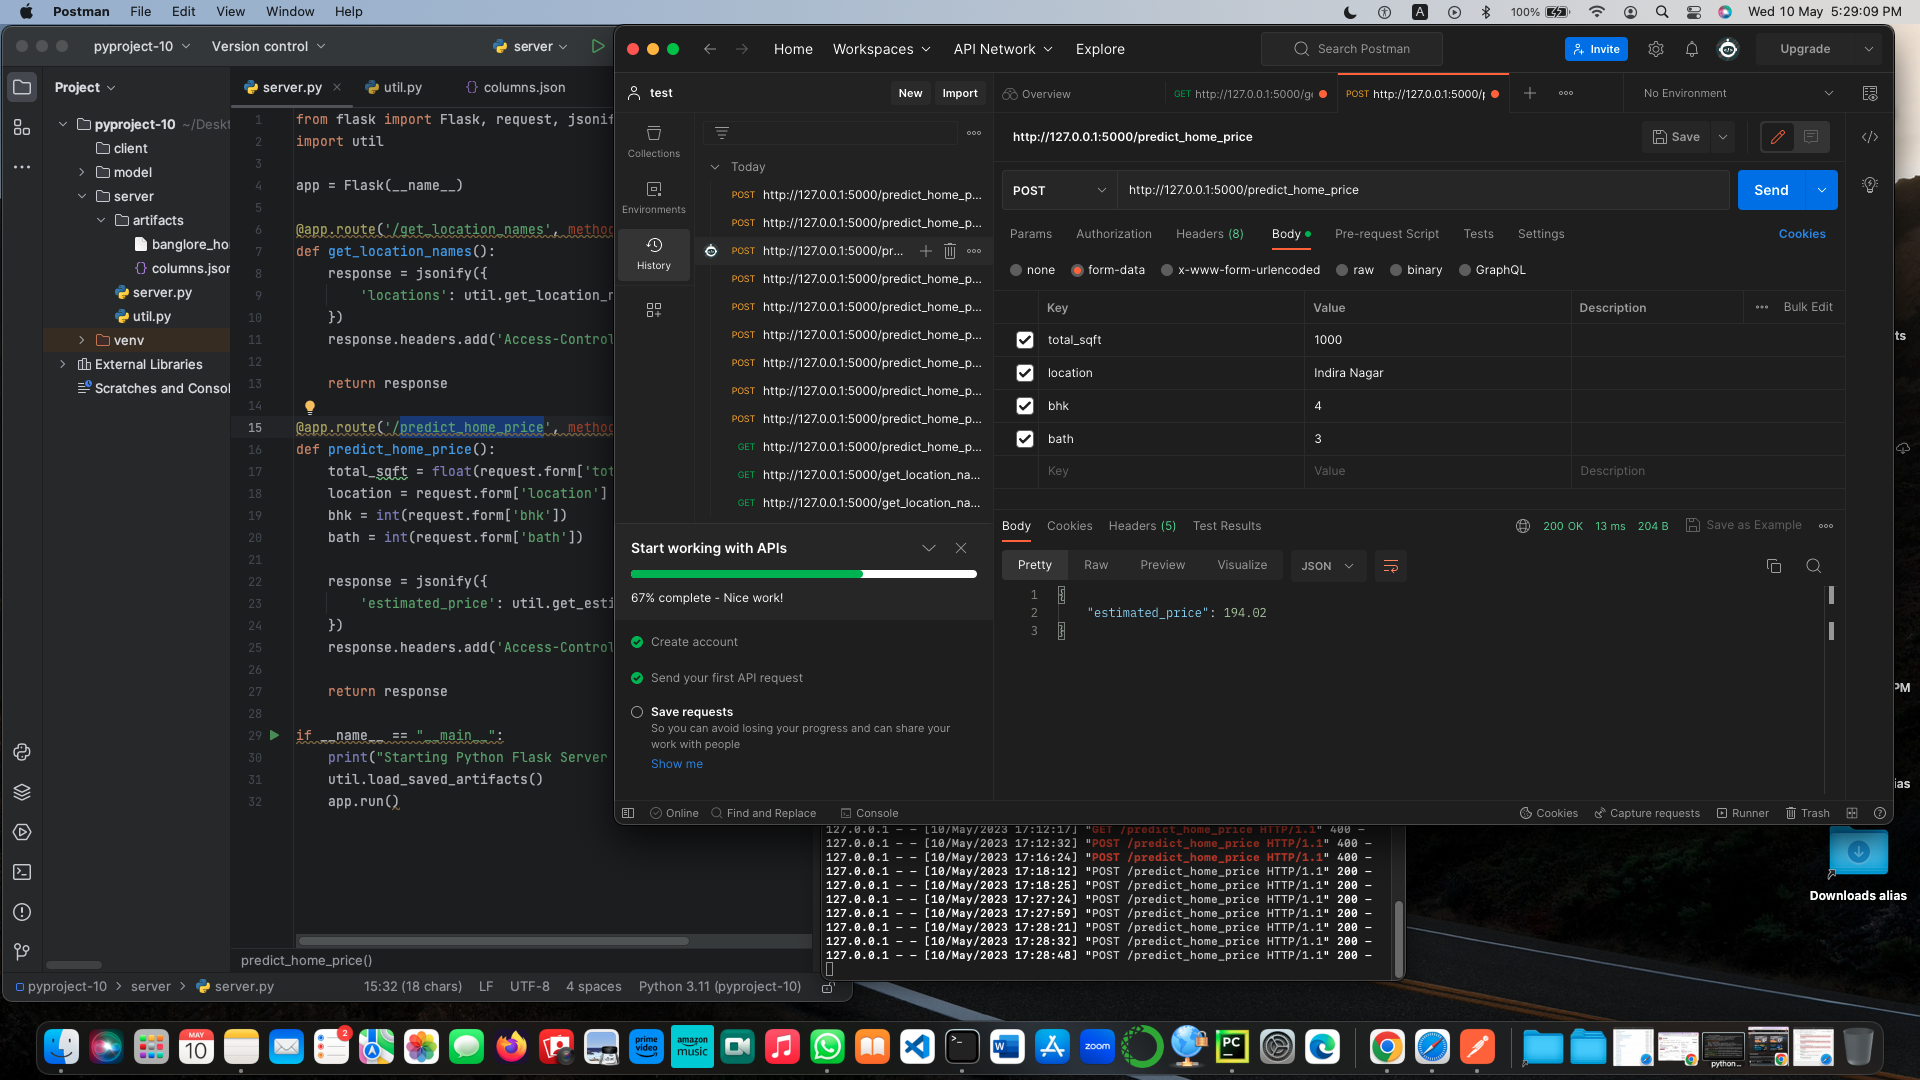 Postman File Edit View Window Help
A 100% Wed 10 May 5:29:09 PM
pyproject-10 Version control server
Project
server.py util.py columns.json
pyproject-10 ~/Deskt
client
model
server
artifacts
banglore_ho
columns.jsor
server.py
util.py
venv
External Libraries
Scratches and Consol
1 from flask import Flask, request, jsonif
2 import util
3
4 app = Flask(__name__)
5
6 @app.route('/get_location_names', method
7 def get_location_names():
8 response = jsonify({
9 'locations': util.get_location_n
10 })
11 response.headers.add('Access-Control
12
13 return response
14
15 @app.route('/predict_home_price', method
16 def predict_home_price():
17 total_sqft = float(request.form['tot
18 location = request.form['location']
19 bhk = int(request.form['bhk'])
20 bath = int(request.form['bath'])
21
22 response = jsonify({
23 'estimated_price': util.get_esti
24 })
25 response.headers.add('Access-Control
26
27 return response
28
29 if __name__ == "__main__":
30 print("Starting Python Flask Server
31 util.load_saved_artifacts()
32 app.run()
predict_home_price()
pyproject-10 > server > server.py 15:32 (18 chars) LF UTF-8 4 spaces Python 3.11 (pyproject-10)
Home Workspaces API Network Explore Search Postman Invite Upgrade
test New Import
Overview GET http://127.0.0.1:5000/ge POST http://127.0.0.1:5000/p No Environment
Collections
Environments
History
Today
POST http://127.0.0.1:5000/predict_home_p...
POST http://127.0.0.1:5000/predict_home_p...
POST http://127.0.0.1:5000/pr...
POST http://127.0.0.1:5000/predict_home_p...
POST http://127.0.0.1:5000/predict_home_p...
POST http://127.0.0.1:5000/predict_home_p...
POST http://127.0.0.1:5000/predict_home_p...
POST http://127.0.0.1:5000/predict_home_p...
POST http://127.0.0.1:5000/predict_home_p...
GET http://127.0.0.1:5000/predict_home_p...
GET http://127.0.0.1:5000/get_location_na...
GET http://127.0.0.1:5000/get_location_na...
Start working with APIs
67% complete - Nice work!
Create account
Send your first API request
Save requests
So you can avoid losing your progress and can share your
work with people
Show me
http://127.0.0.1:5000/predict_home_price Save
POST http://127.0.0.1:5000/predict_home_price Send
Params Authorization Headers (8) Body Pre-request Script Tests Settings Cookies
none form-data x-www-form-urlencoded raw binary GraphQL
Key Value Description Bulk Edit
total_sqft 1000
location Indira Nagar
bhk 4
bath 3
Key Value Description
Body Cookies Headers (5) Test Results 200 OK 13 ms 204 B Save as Example
Pretty Raw Preview Visualize JSON
1 {
2 "estimated_price": 194.02
3 }
Online Find and Replace Console Cookies Capture requests Runner Trash
127.0.0.1 - - [10/May/2023 17:12:17] "GET /predict_home_price HTTP/1.1" 400 -
127.0.0.1 - - [10/May/2023 17:12:32] "POST /predict_home_price HTTP/1.1" 400 -
127.0.0.1 - - [10/May/2023 17:16:24] "POST /predict_home_price HTTP/1.1" 400 -
127.0.0.1 - - [10/May/2023 17:18:12] "POST /predict_home_price HTTP/1.1" 200 -
127.0.0.1 - - [10/May/2023 17:18:25] "POST /predict_home_price HTTP/1.1" 200 -
127.0.0.1 - - [10/May/2023 17:27:24] "POST /predict_home_price HTTP/1.1" 200 -
127.0.0.1 - - [10/May/2023 17:27:59] "POST /predict_home_price HTTP/1.1" 200 -
127.0.0.1 - - [10/May/2023 17:28:21] "POST /predict_home_price HTTP/1.1" 200 -
127.0.0.1 - - [10/May/2023 17:28:32] "POST /predict_home_price HTTP/1.1" 200 -
127.0.0.1 - - [10/May/2023 17:28:48] "POST /predict_home_price HTTP/1.1" 200 -
ts
PM
ias
Downloads alias
MAY
10
2
prime video
amazon music
W
zoom
PC
python...